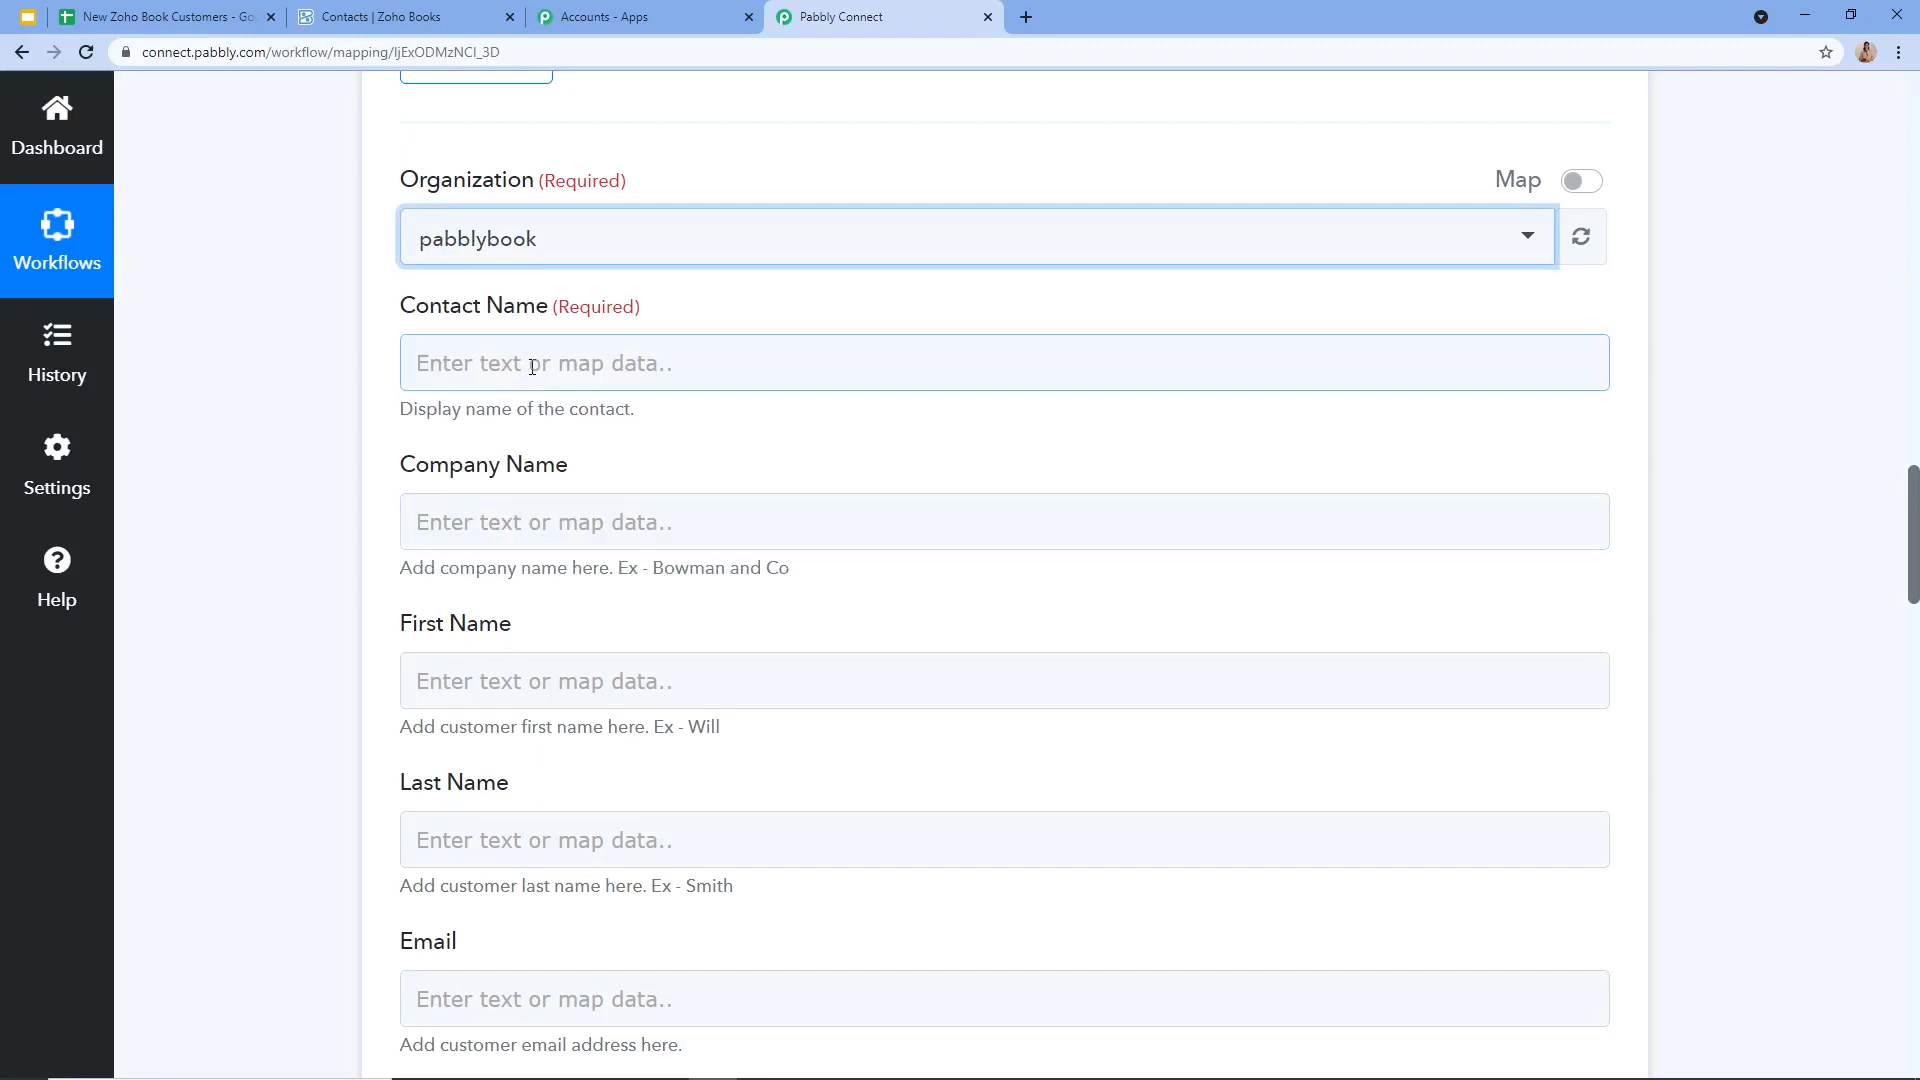 New Zoho Book Customers - Go
Contacts | Zoho Books
Accounts - Apps
Pabbly Connect
connect.pabbly.com/workflow/mapping/IjExODMzNCI_3D
Dashboard
Workflows
History
Settings
Help
Organization (Required)
Map
pabblybook
Contact Name (Required)
Enter text or map data..
Display name of the contact.
Company Name
Enter text or map data..
Add company name here. Ex - Bowman and Co
First Name
Enter text or map data..
Add customer first name here. Ex - Will
Last Name
Enter text or map data..
Add customer last name here. Ex - Smith
Email
Enter text or map data..
Add customer email address here.